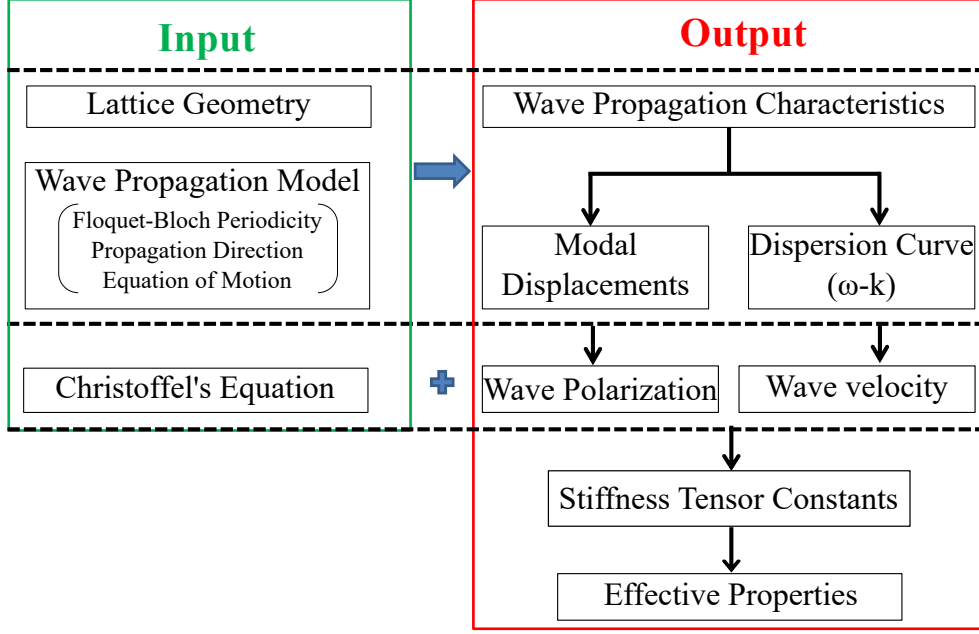 Input
Output
Lattice Geometry
Wave Propagation Characteristics
Wave Propagation Model
Floquet-Bloch Periodicity
Propagation Direction
Equation of Motion
Modal
Displacements
Dispersion Curve
(ω-k)
Christoffel's Equation
Wave Polarization
Wave velocity
Stiffness Tensor Constants
Effective Properties